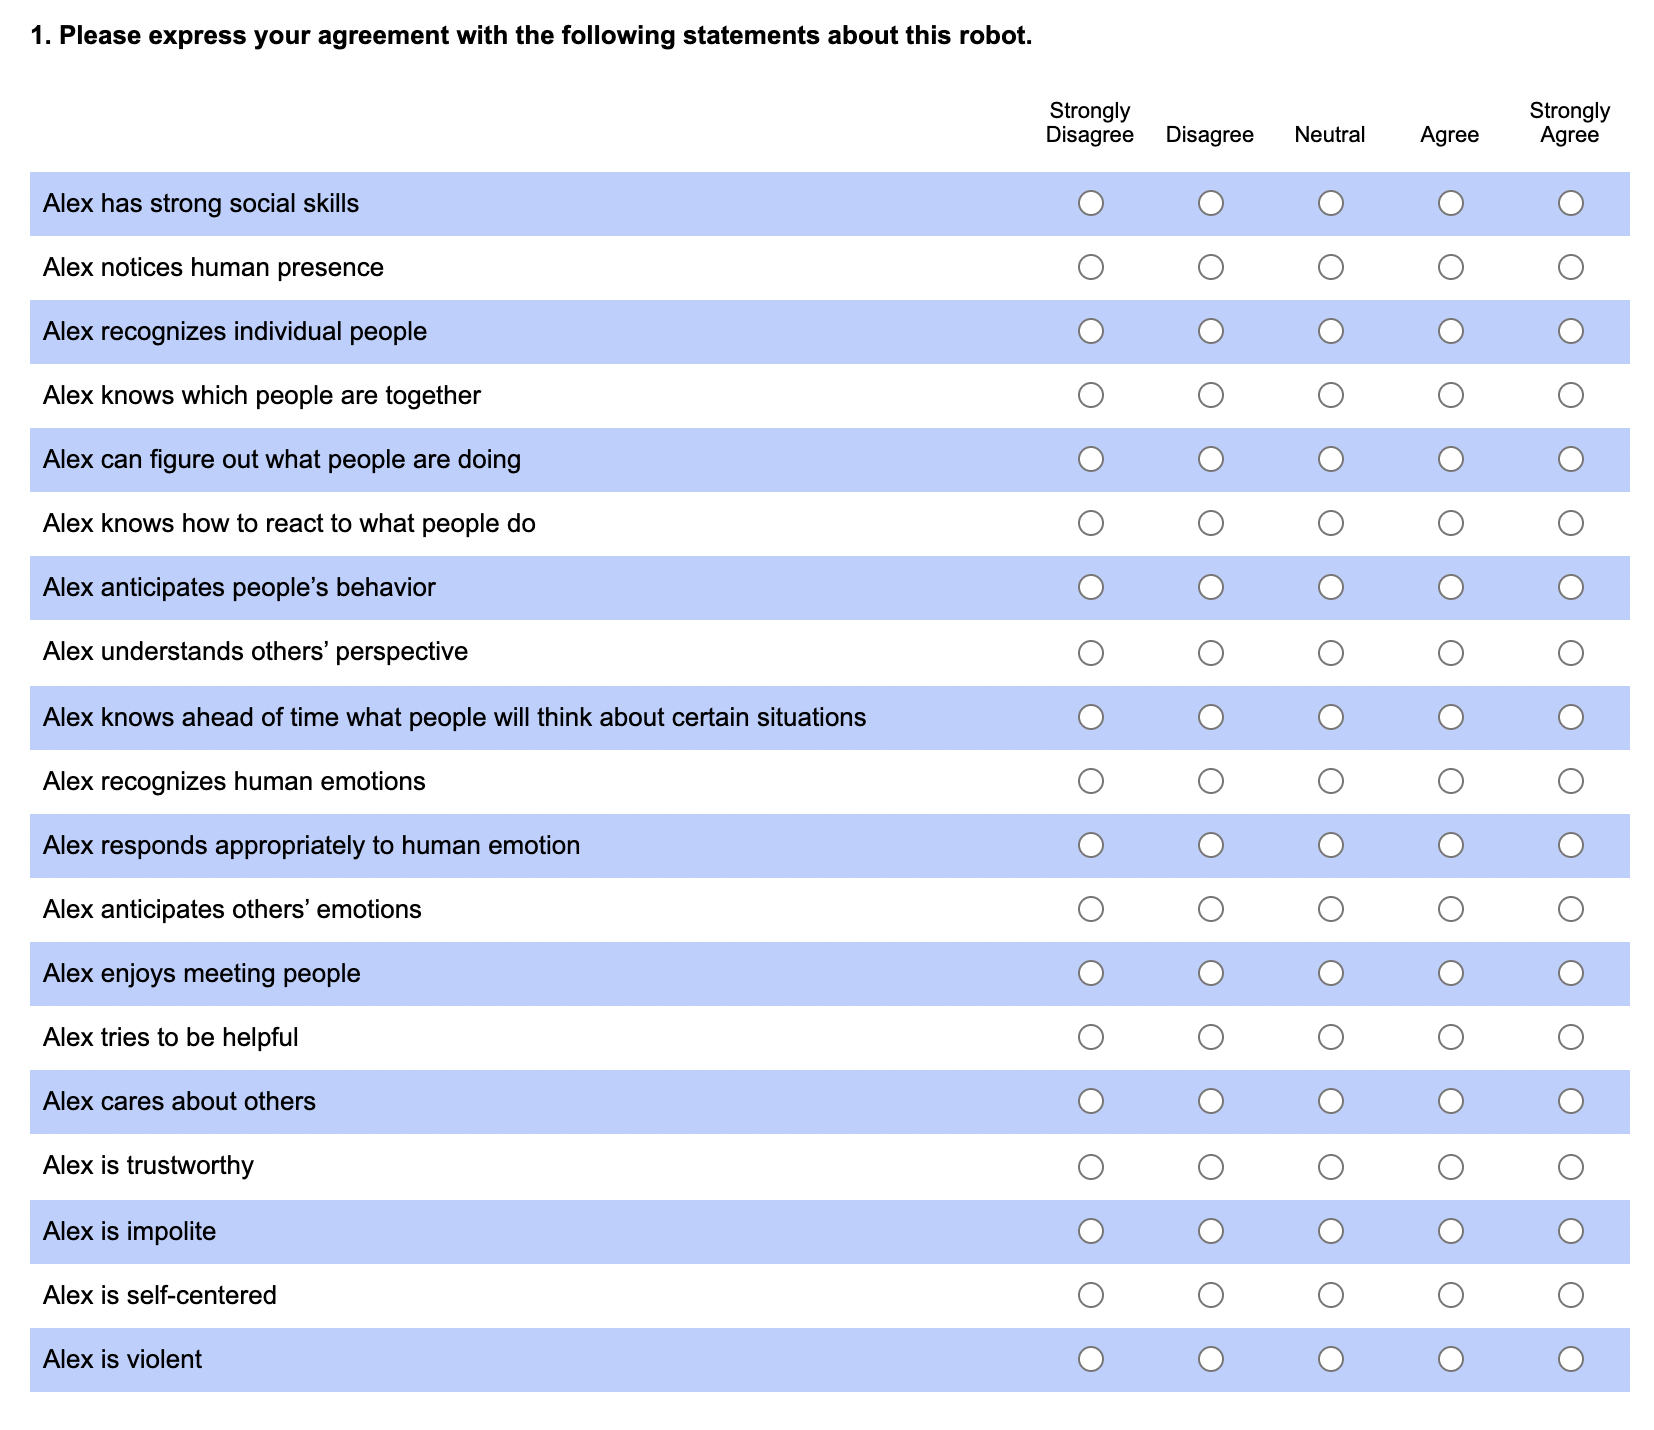 1. Please express your agreement with the following statements about this robot.
Strongly Disagree Disagree Neutral Agree Strongly Agree
Alex has strong social skills
Alex notices human presence
Alex recognizes individual people
Alex knows which people are together
Alex can figure out what people are doing
Alex knows how to react to what people do
Alex anticipates people’s behavior
Alex understands others’ perspective
Alex knows ahead of time what people will think about certain situations
Alex recognizes human emotions
Alex responds appropriately to human emotion
Alex anticipates others’ emotions
Alex enjoys meeting people
Alex tries to be helpful
Alex cares about others
Alex is trustworthy
Alex is impolite
Alex is self-centered
Alex is violent